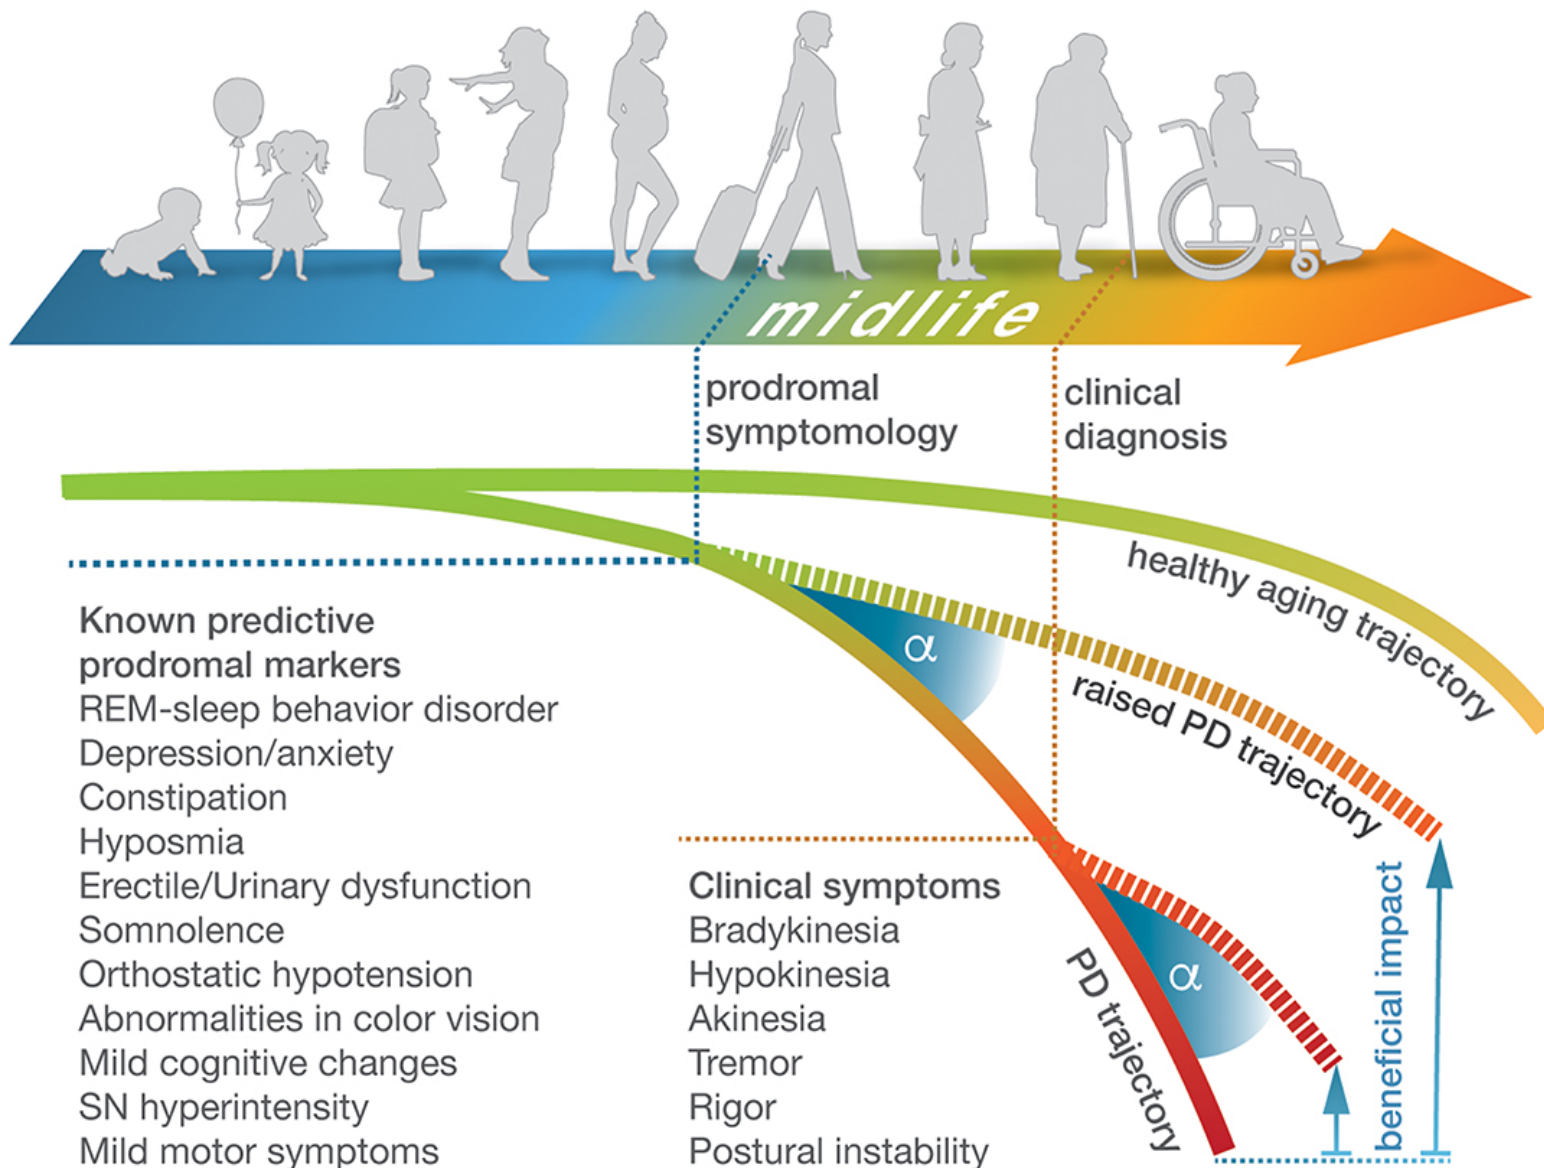 midlife
prodromal
symptomology
clinical
diagnosis
healthy aging trajectory
raised PD trajectory
α
Known predictive
prodromal markers
REM-sleep behavior disorder
Depression/anxiety
Constipation
Hyposmia
Erectile/Urinary dysfunction
Somnolence
Orthostatic hypotension
Abnormalities in color vision
Mild cognitive changes
SN hyperintensity
Mild motor symptoms
Clinical symptoms
Bradykinesia
Hypokinesia
Akinesia
Tremor
Rigor
Postural instability
PD trajectory
α
beneficial impact